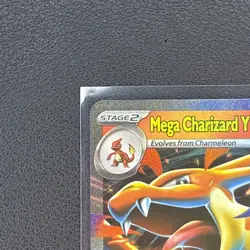 STAGE2
Mega Charizard Y
Evolves from Charmeleon